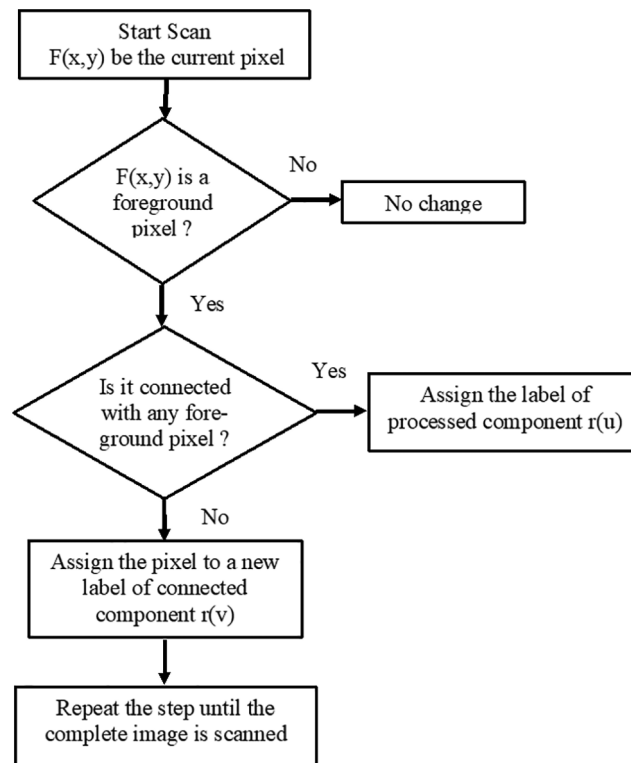 Start Scan
F(x,y) be the current pixel
F(x,y) is a
foreground
pixel ?
No
No change
Yes
Is it connected
with any fore-
ground pixel ?
Yes
Assign the label of
processed component r(u)
No
Assign the pixel to a new
label of connected
component r(v)
Repeat the step until the
complete image is scanned